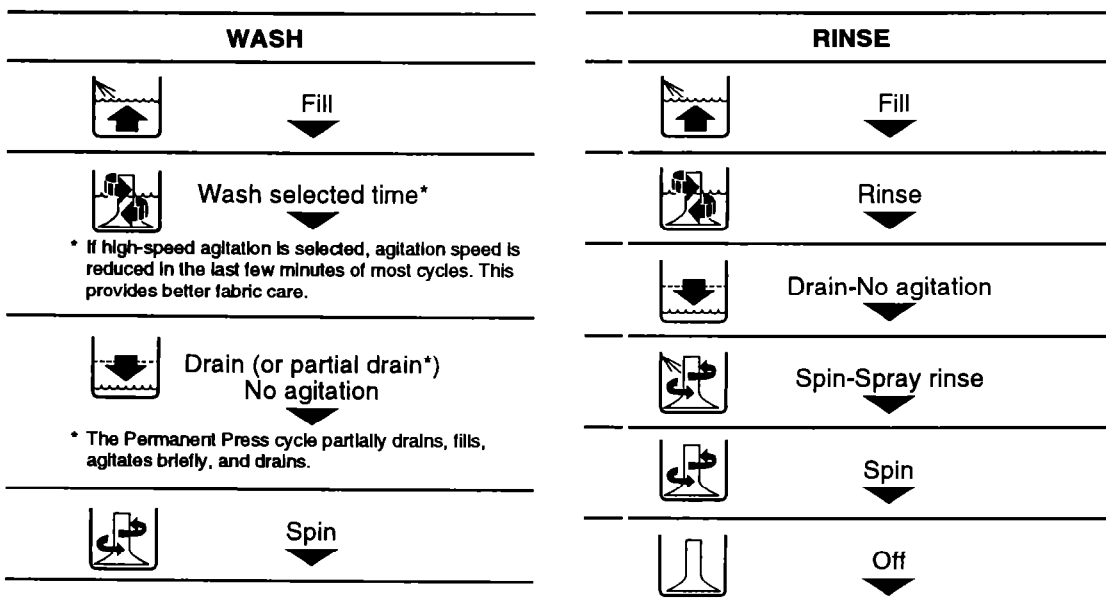 WASH
Fill
Wash selected time*
* If high-speed agitation is selected, agitation speed is
reduced in the last few minutes of most cycles. This
provides better fabric care.
Drain (or partial drain*)
No agitation
* The Permanent Press cycle partially drains, fills,
agitates briefly, and drains.
Spin
RINSE
Fill
Rinse
Drain-No agitation
Spin-Spray rinse
Spin
Off